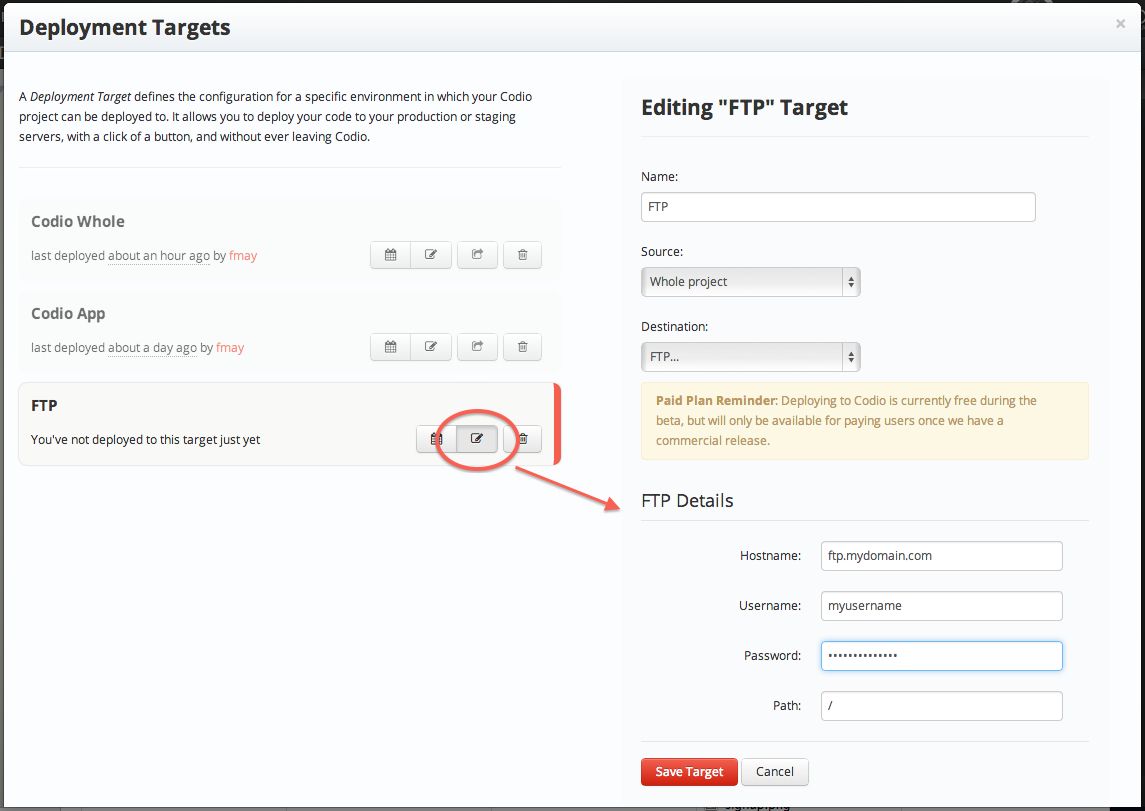 Deployment Targets
×
A Deployment Target defines the configuration for a specific environment in which your Codio
project can be deployed to. It allows you to deploy your code to your production or staging
servers, with a click of a button, and without ever leaving Codio.
Codio Whole
last deployed about an hour ago by fmay
Codio App
last deployed about a day ago by fmay
FTP
You've not deployed to this target just yet
Editing "FTP" Target
Name:
FTP
Source:
Whole project
Destination:
FTP...
Paid Plan Reminder: Deploying to Codio is currently free during the
beta, but will only be available for paying users once we have a
commercial release.
FTP Details
Hostname:
ftp.mydomain.com
Username:
myusername
Password:
••••••••••••••
Path:
/
Save Target
Cancel
signup.png